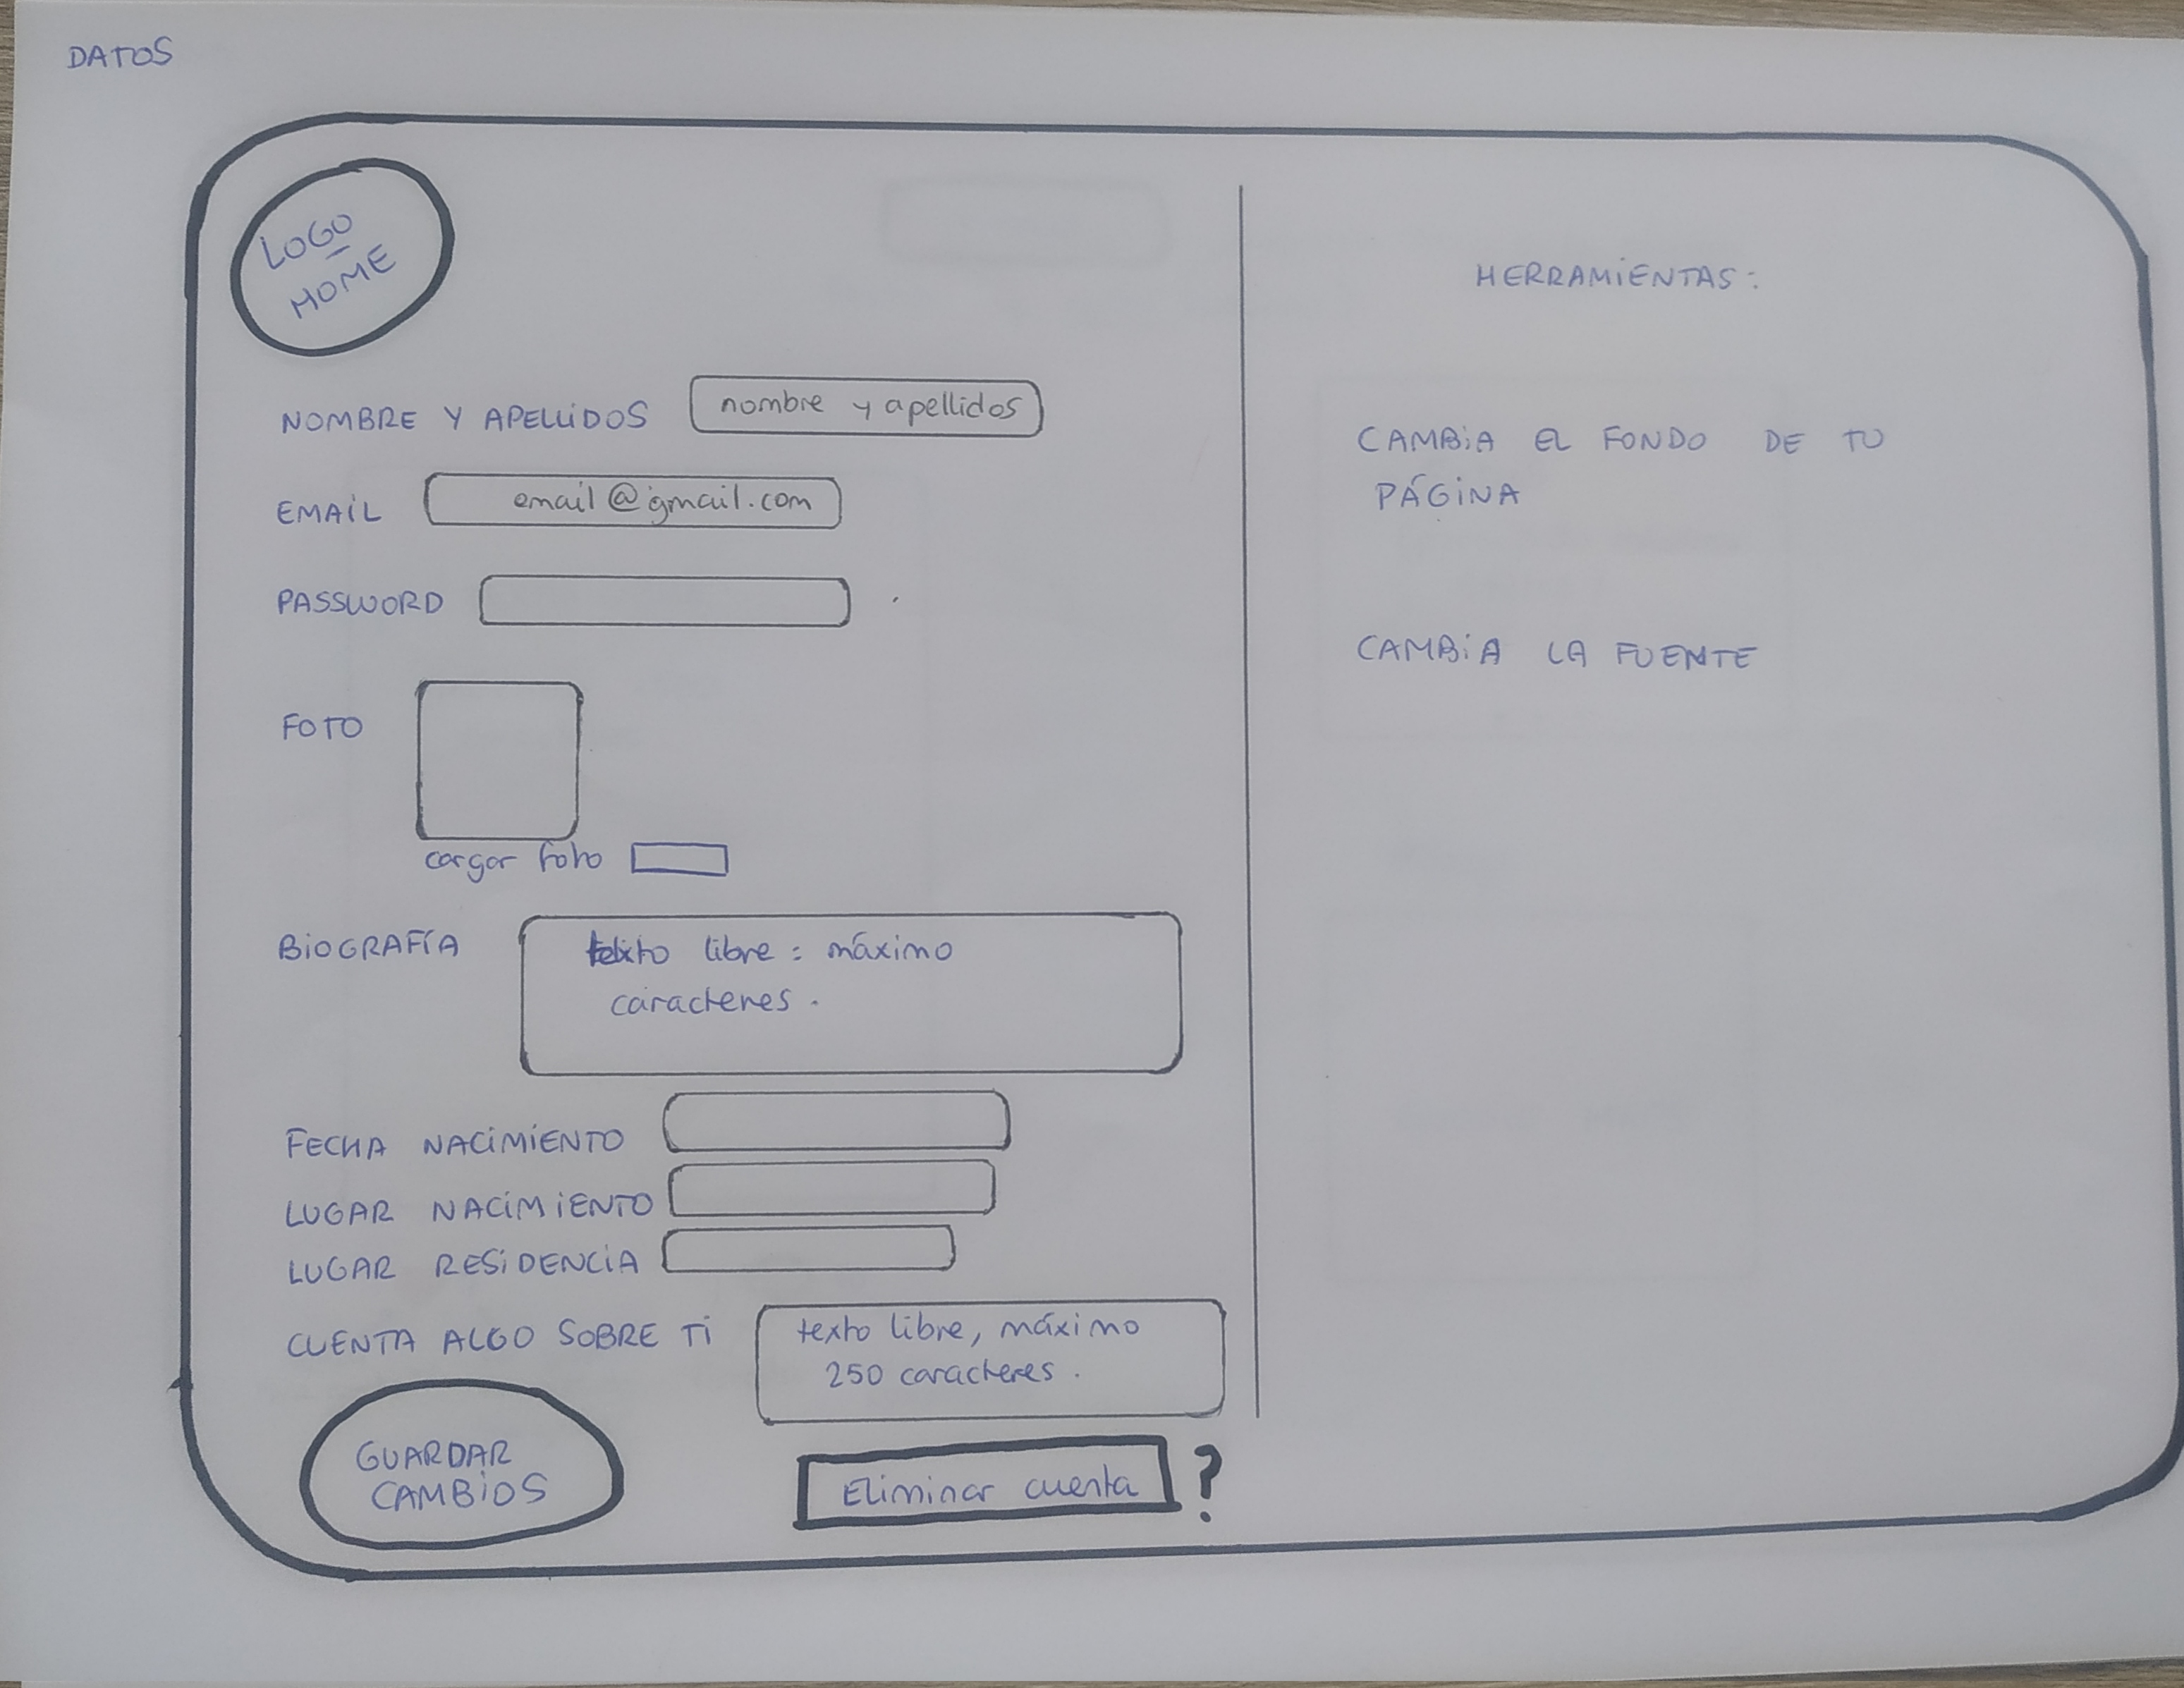 DATOS
LOGO
HOME
NOMBRE Y APELLIDOS
nombre y apellidos
EMAIL
email@gmail.com
PASSWORD
FOTO
cargar foto
BIOGRAFÍA
texto libre: máximo
caracteres.
FECHA NACIMIENTO
LUGAR NACIMIENTO
LUGAR RESIDENCIA
CUENTA ALGO SOBRE TI
texto libre, máximo
250 caracteres.
GUARDAR
CAMBIOS
Eliminar cuenta ?
HERRAMIENTAS:
CAMBIA EL FONDO DE TU
PÁGINA
CAMBIA LA FUENTE